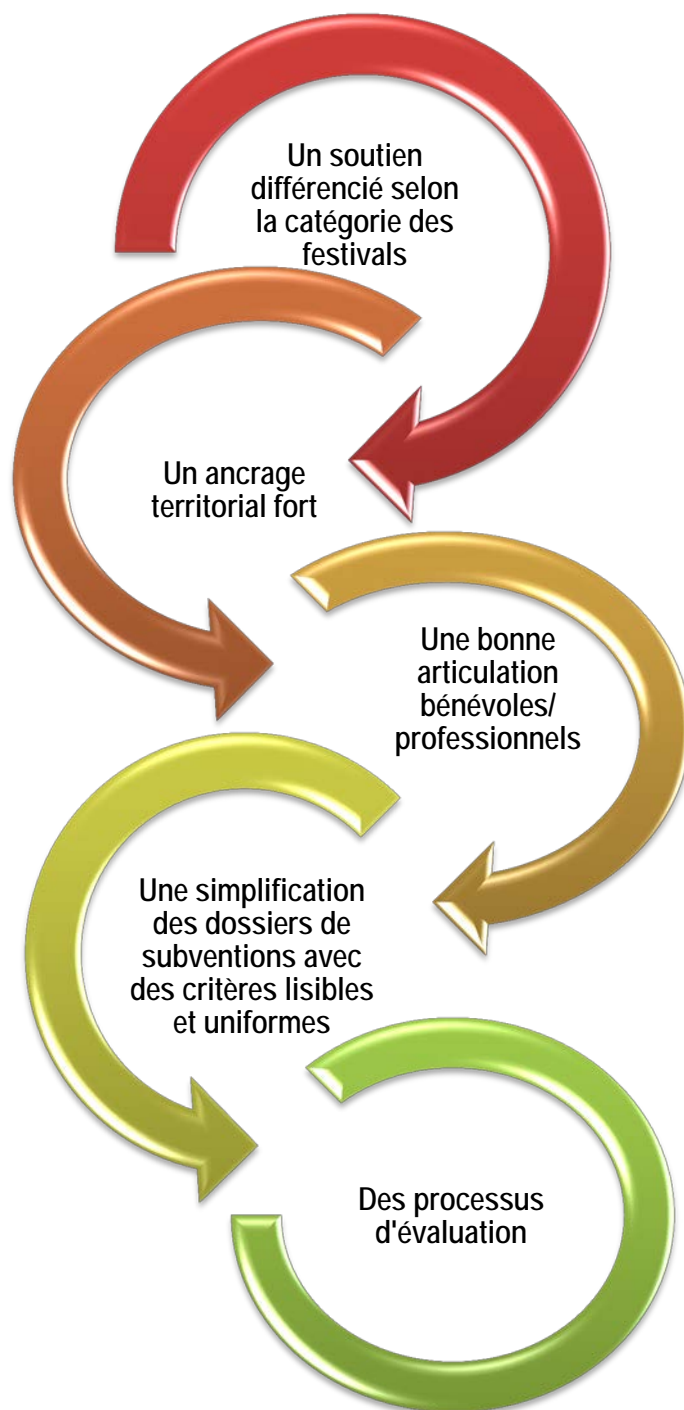 Un soutien
différencié selon
la catégorie des
festivals
Un ancrage
territorial fort
Une bonne
articulation
bénévoles/
professionnels
Une simplification
des dossiers de
subventions avec
des critères lisibles
et uniformes
Des processus
d'évaluation